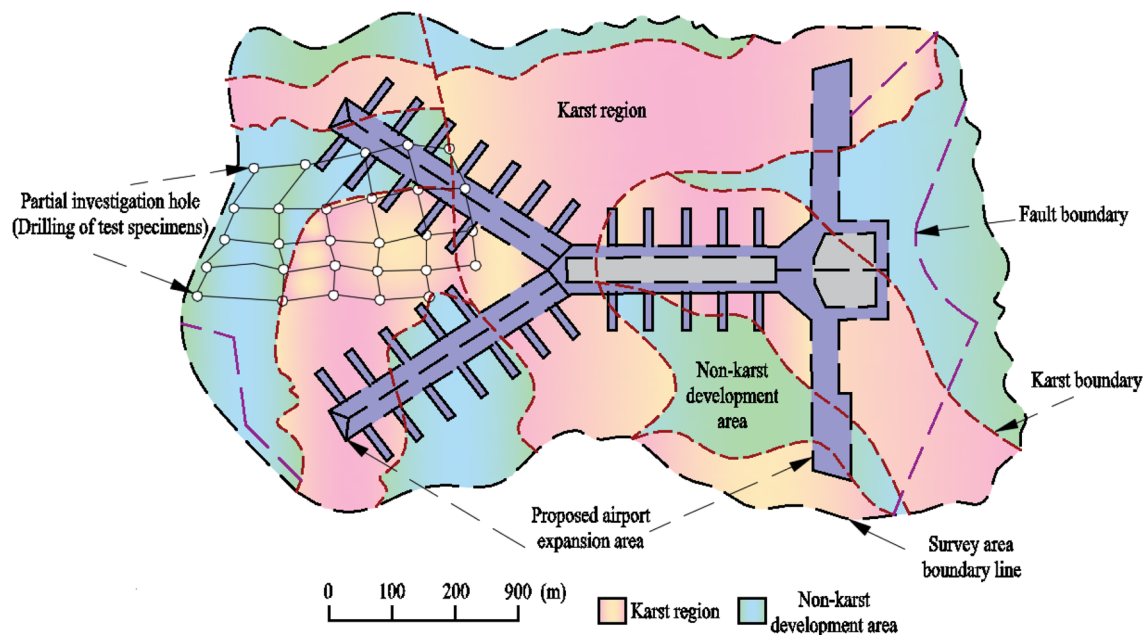 Karst region
Partial investigation hole
(Drilling of test specimens)
Fault boundary
Karst boundary
Non-karst
development
area
Proposed airport
expansion area
Survey area
boundary line
0 100 200 900 (m)
Karst region
Non-karst
development area